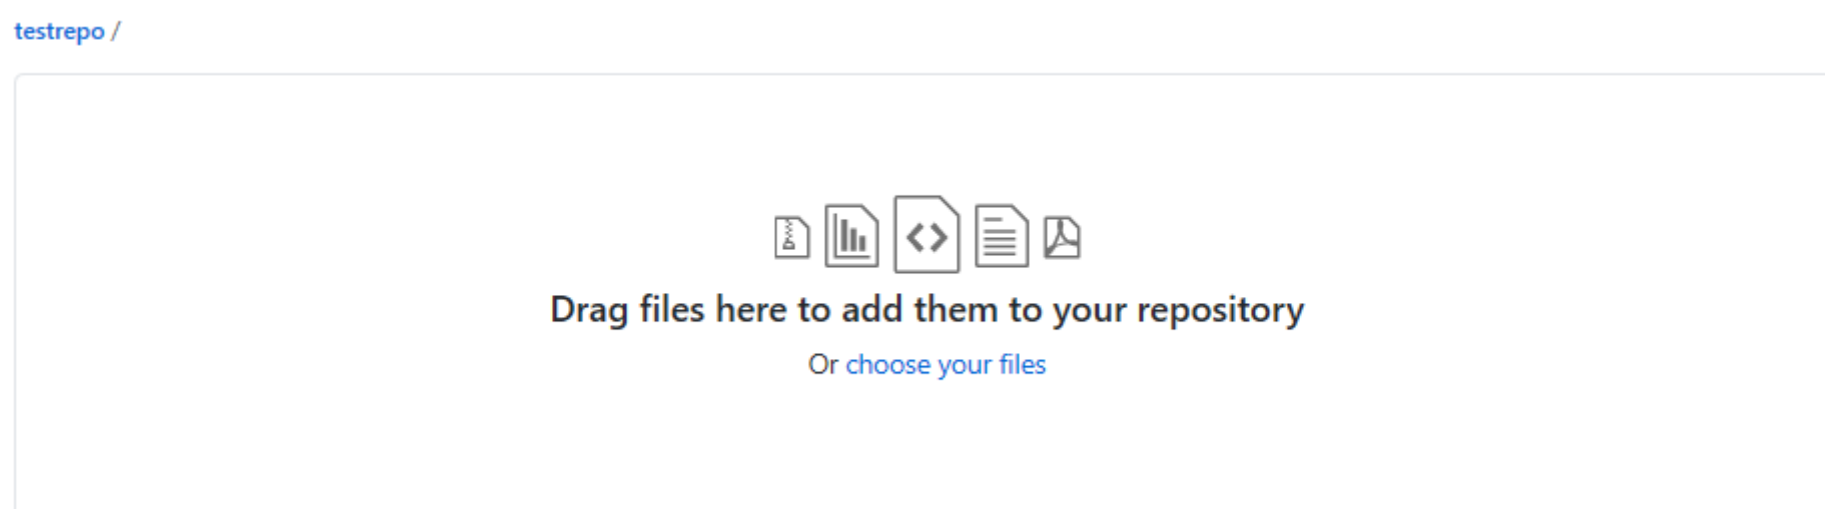 testrepo /
Drag files here to add them to your repository
Or choose your files